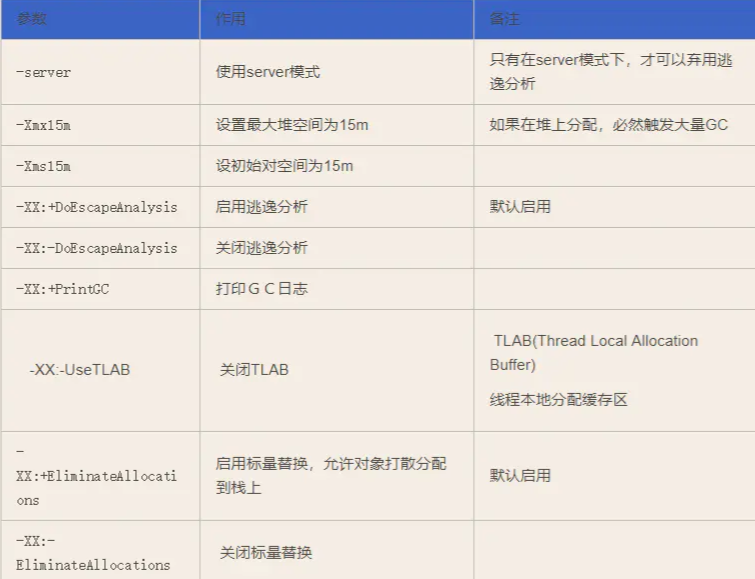 参数
作用
备注
-server
使用server模式
只有在server模式下，才可以弃用逃
逸分析
-Xmx15m
设置最大堆空间为15m
如果在堆上分配，必然触发大量GC
-Xms15m
设初始对空间为15m
-XX:+DoEscapeAnalysis
启用逃逸分析
默认启用
-XX:-DoEscapeAnalysis
关闭逃逸分析
-XX:+PrintGC
打印ＧＣ日志
-XX:-UseTLAB
关闭TLAB
TLAB(Thread Local Allocation
Buffer)
线程本地分配缓存区
-
XX:+EliminateAllocati
ons
启用标量替换，允许对象打散分配
到栈上
默认启用
-XX:-
EliminateAllocations
关闭标量替换